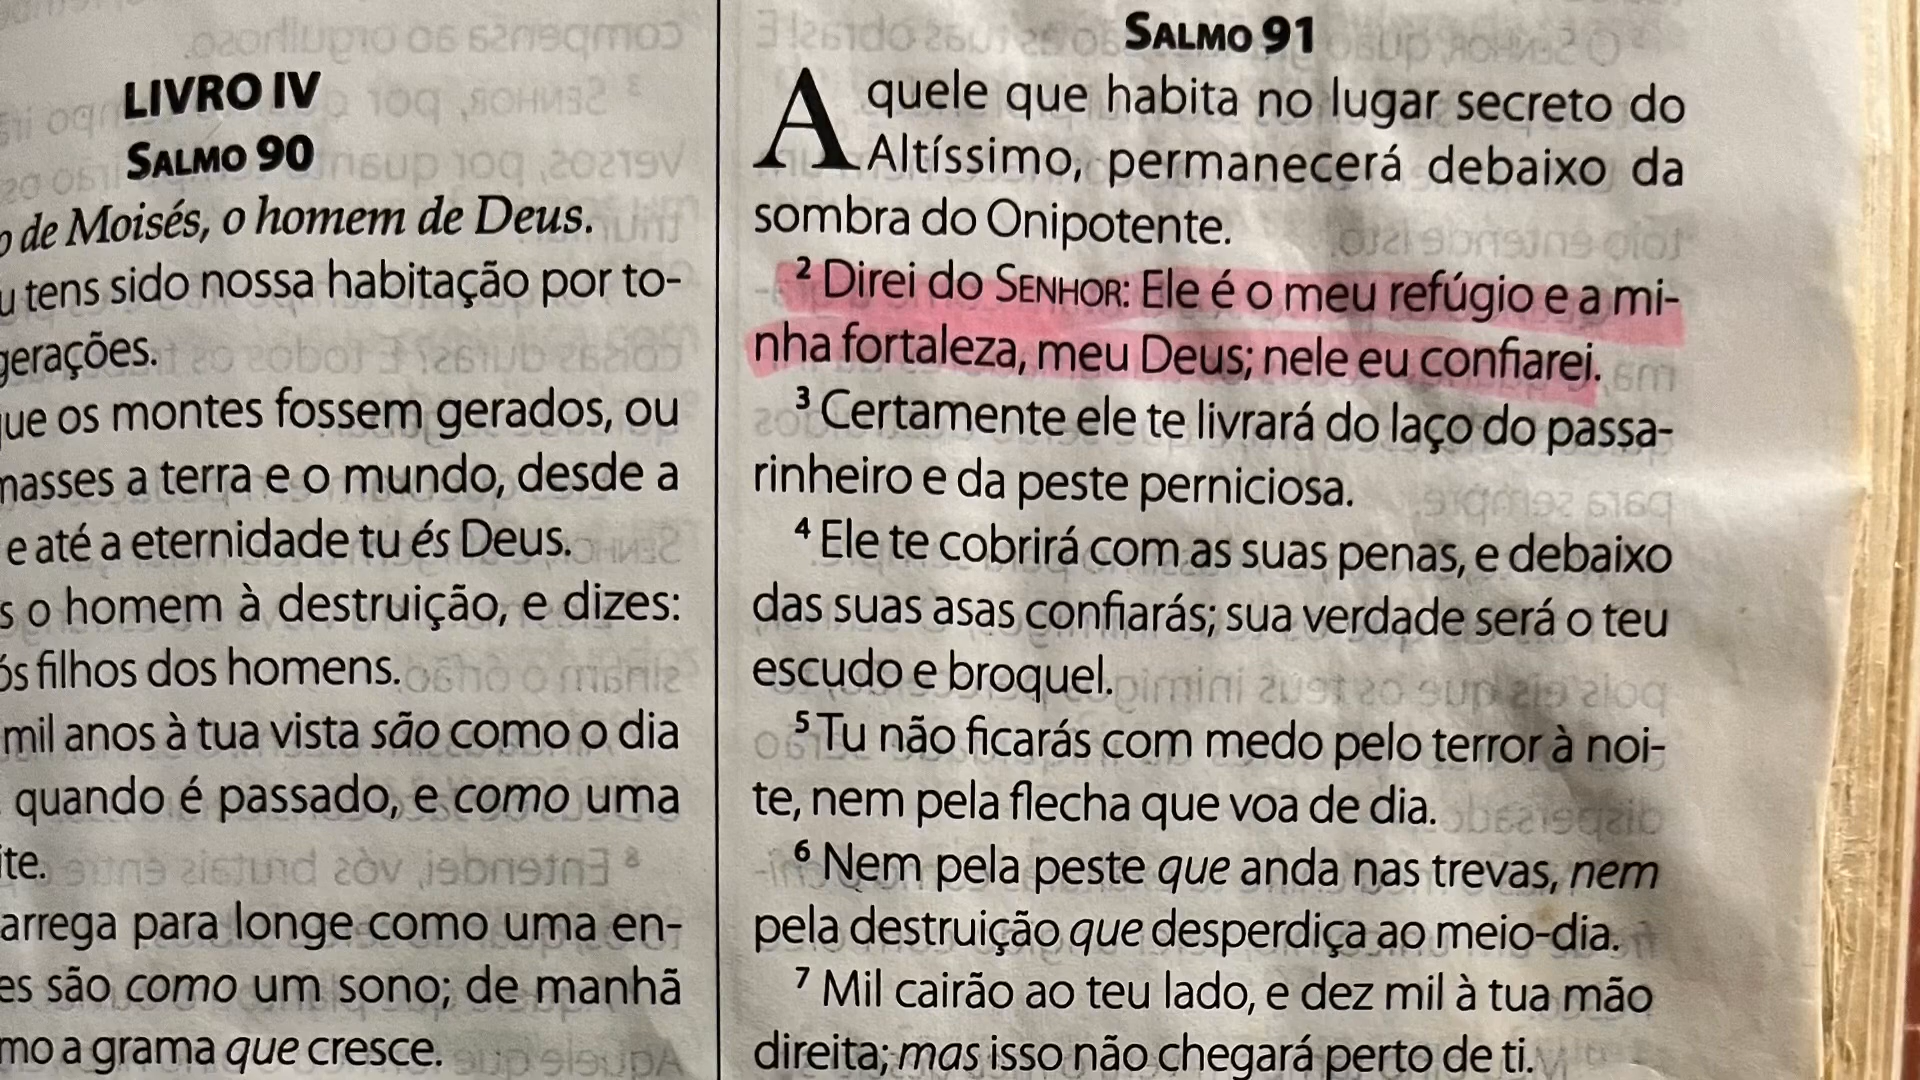 LIVRO IV
SALMO 90
de Moisés, o homem de Deus.
tens sido nossa habitação por to-
gerações.
os montes fossem gerados, ou
a terra e o mundo, desde a
e até a eternidade tu és Deus.
o homem à destruição, e dizes:
filhos dos homens.
mil anos à tua vista são como o dia
quando é passado, e como uma
para longe como uma en-
são como um sono; de manhã
a grama que cresce.
SALMO 91
Aquele que habita no lugar secreto do
Altíssimo, permanecerá debaixo da
sombra do Onipotente.
2 Direi do SENHOR: Ele é o meu refúgio e a mi-
nha fortaleza, meu Deus; nele eu confiarei.
3 Certamente ele te livrará do laço do passa-
rinheiro e da peste perniciosa.
4 Ele te cobrirá com as suas penas, e debaixo
das suas asas confiarás; sua verdade será o teu
escudo e broquel.
5 Tu não ficarás com medo pelo terror à noi-
te, nem pela flecha que voa de dia.
6 Nem pela peste que anda nas trevas, nem
pela destruição que desperdiça ao meio-dia.
7 Mil cairão ao teu lado, e dez mil à tua mão
direita; mas isso não chegará perto de ti.